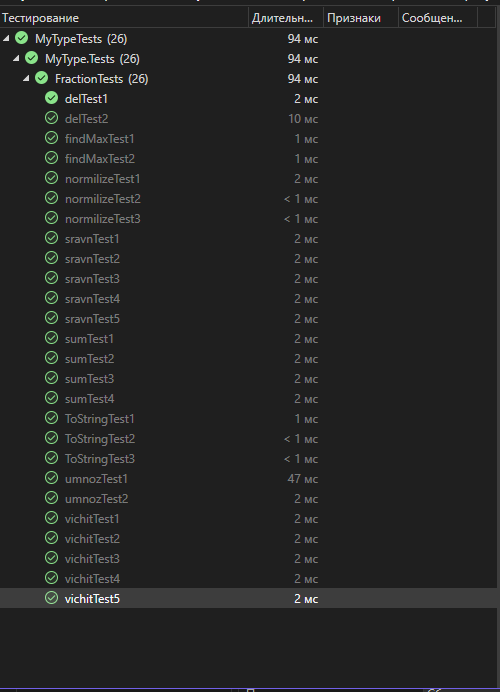 Тестирование Длительн... Признаки Сообщен...
MyTypeTests (26) 94 мс
MyType.Tests (26) 94 мс
FractionTests (26) 94 мс
delTest1 2 мс
delTest2 10 мс
findMaxTest1 1 мс
findMaxTest2 1 мс
normilizeTest1 2 мс
normilizeTest2 < 1 мс
normilizeTest3 < 1 мс
sravnTest1 2 мс
sravnTest2 2 мс
sravnTest3 2 мс
sravnTest4 2 мс
sravnTest5 2 мс
sumTest1 2 мс
sumTest2 2 мс
sumTest3 2 мс
sumTest4 2 мс
ToStringTest1 1 мс
ToStringTest2 < 1 мс
ToStringTest3 < 1 мс
umnozTest1 47 мс
umnozTest2 2 мс
vichitTest1 2 мс
vichitTest2 2 мс
vichitTest3 2 мс
vichitTest4 2 мс
vichitTest5 2 мс